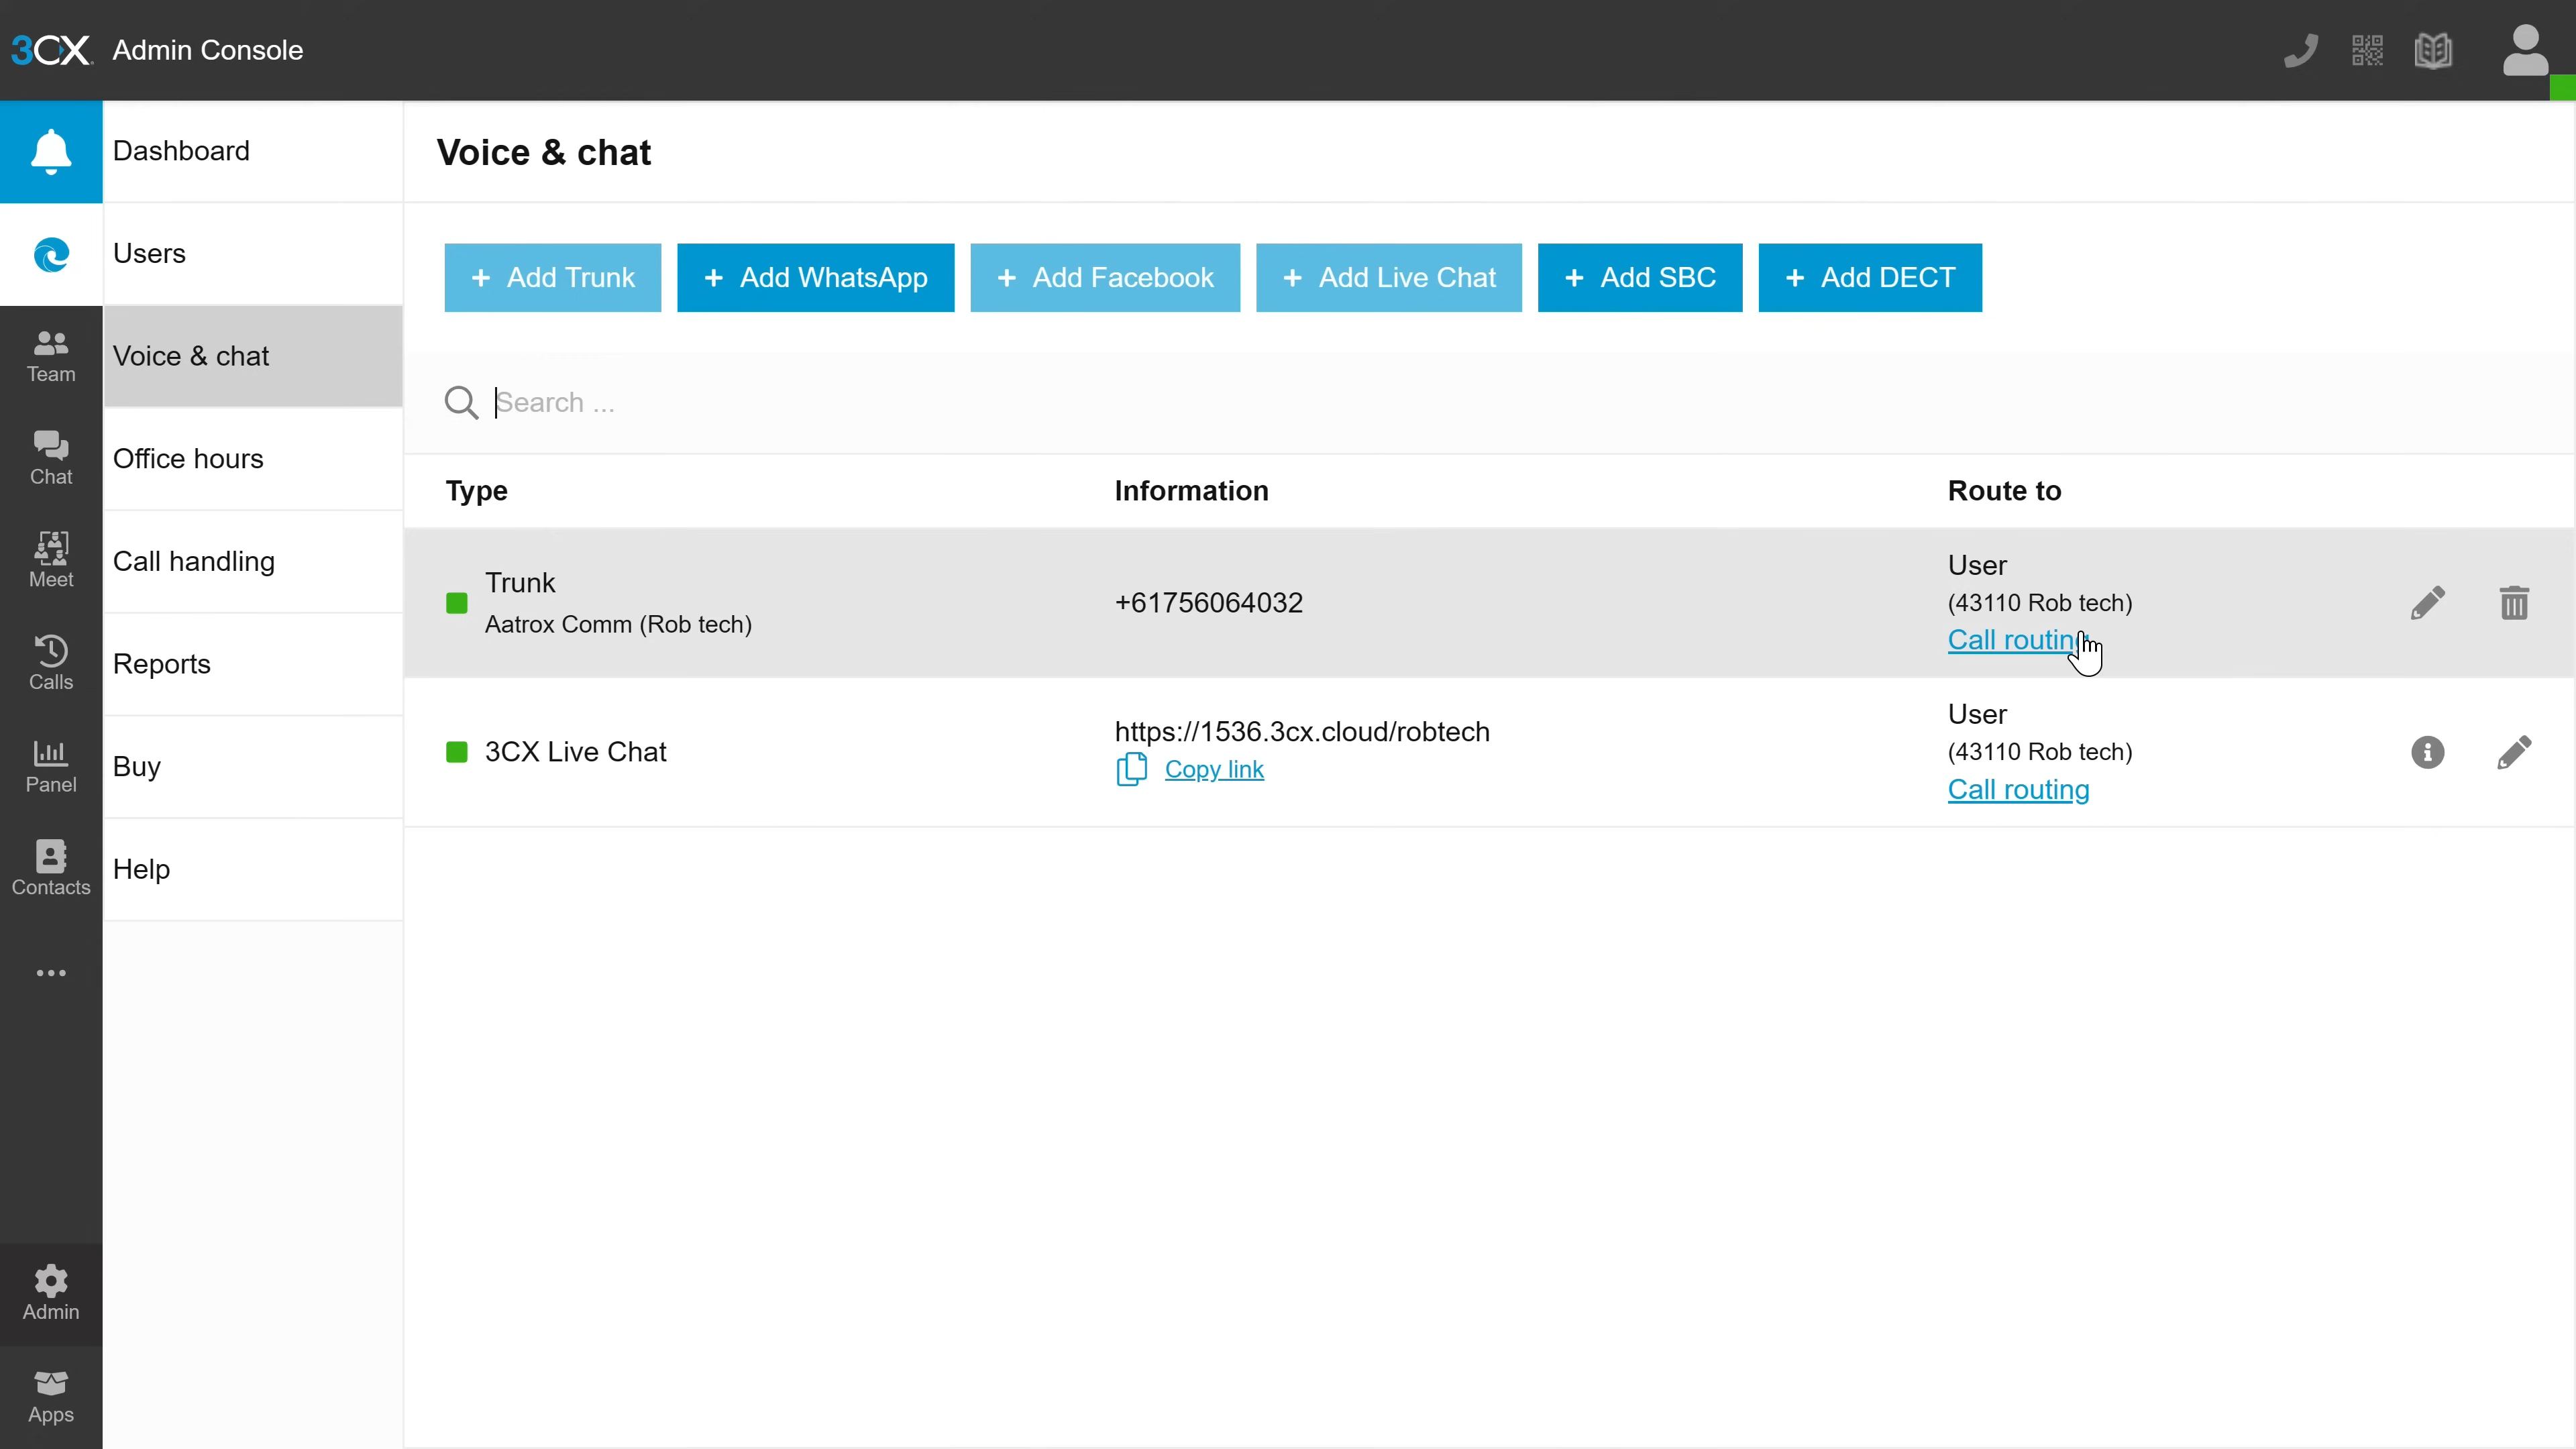 3CX Admin Console
Dashboard
Users
Voice & chat
Office hours
Call handling
Reports
Buy
Help
Team
Chat
Meet
Calls
Panel
Contacts
Admin
Apps
Voice & chat
+ Add Trunk
+ Add WhatsApp
+ Add Facebook
+ Add Live Chat
+ Add SBC
+ Add DECT
Search ...
Type Information Route to
Trunk
Aatrox Comm (Rob tech)
+61756064032
User
(43110 Rob tech)
Call routing
3CX Live Chat
https://1536.3cx.cloud/robtech
Copy link
User
(43110 Rob tech)
Call routing